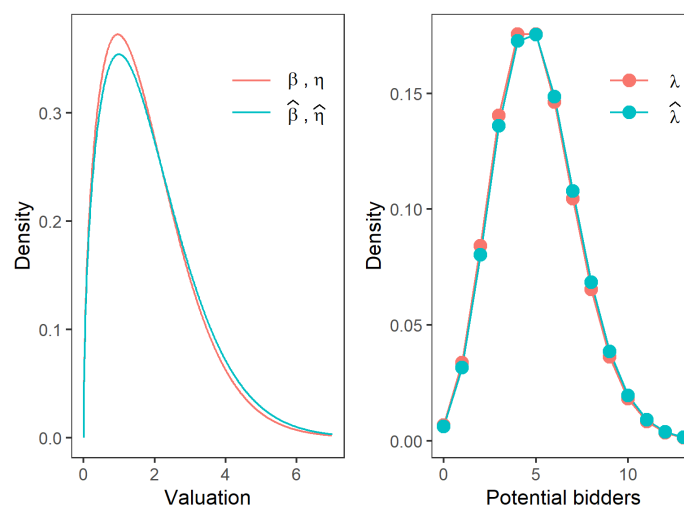 0.3
0.2
0.1
0.0
Density
0 2 4 6
Valuation
β , η
β̂ , η̂
0.15
0.10
0.05
0.00
Density
0 5 10
Potential bidders
λ
λ̂